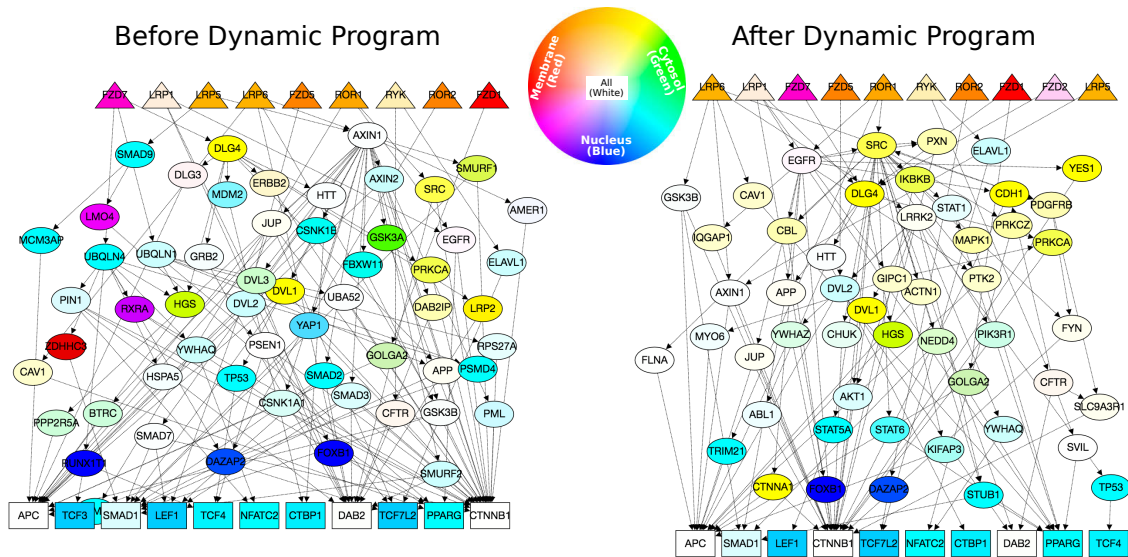 Before Dynamic Program
After Dynamic Program
Membrane
(Red)
Cytosol
(Green)
All
(White)
Nucleus
(Blue)
FZD7
LRP1
LRP5
LRP6
FZD5
ROR1
RYK
ROR2
FZD1
AXIN1
SMAD9
DLG4
DLG3
MDM2
ERBB2
HTT
AXIN2
SRC
SMURF1
AMER1
LMO4
JUP
CSNK1E
GSK3A
EGFR
MCM3AP
UBQLN4
UBQLN1
GRB2
FBXW11
PRKCA
ELAVL1
DVL3
DVL1
UBA52
PIN1
RXRA
HGS
DVL2
DAB2IP
LRP2
YAP1
ZDHHC3
YWHAQ
PSEN1
GOLGA2
RPS27A
CAV1
HSPA5
TP53
SMAD2
APP
PSMD4
PPP2R5A
BTRC
CSNK1A1
SMAD3
CFTR
GSK3B
PML
SMAD7
DAZAP2
FOXB1
SMURF2
APC
TCF3
SMAD1
LEF1
TCF4
NFATC2
CTBP1
DAB2
TCF7L2
PPARG
CTNNB1
LRP6
LRP1
FZD7
FZD5
ROR1
RYK
ROR2
FZD1
FZD2
LRP5
EGFR
SRC
PXN
ELAVL1
YES1
GSK3B
CAV1
DLG4
IKBKB
STAT1
CDH1
PDGFRB
LRRK2
PRKCZ
IQGAP1
CBL
MAPK1
PRKCA
HTT
AXIN1
APP
DVL2
GIPC1
ACTN1
PTK2
DVL1
MYO6
YWHAZ
CHUK
HGS
NEDD4
PIK3R1
FYN
FLNA
JUP
GOLGA2
CFTR
SLC9A3R1
ABL1
AKT1
STAT5A
STAT6
YWHAQ
TRIM21
KIFAP3
SVIL
CTNNA1
FOXB1
DAZAP2
STUB1
TP53
APC
SMAD1
LEF1
CTNNB1
TCF7L2
NFATC2
CTBP1
DAB2
PPARG
TCF4